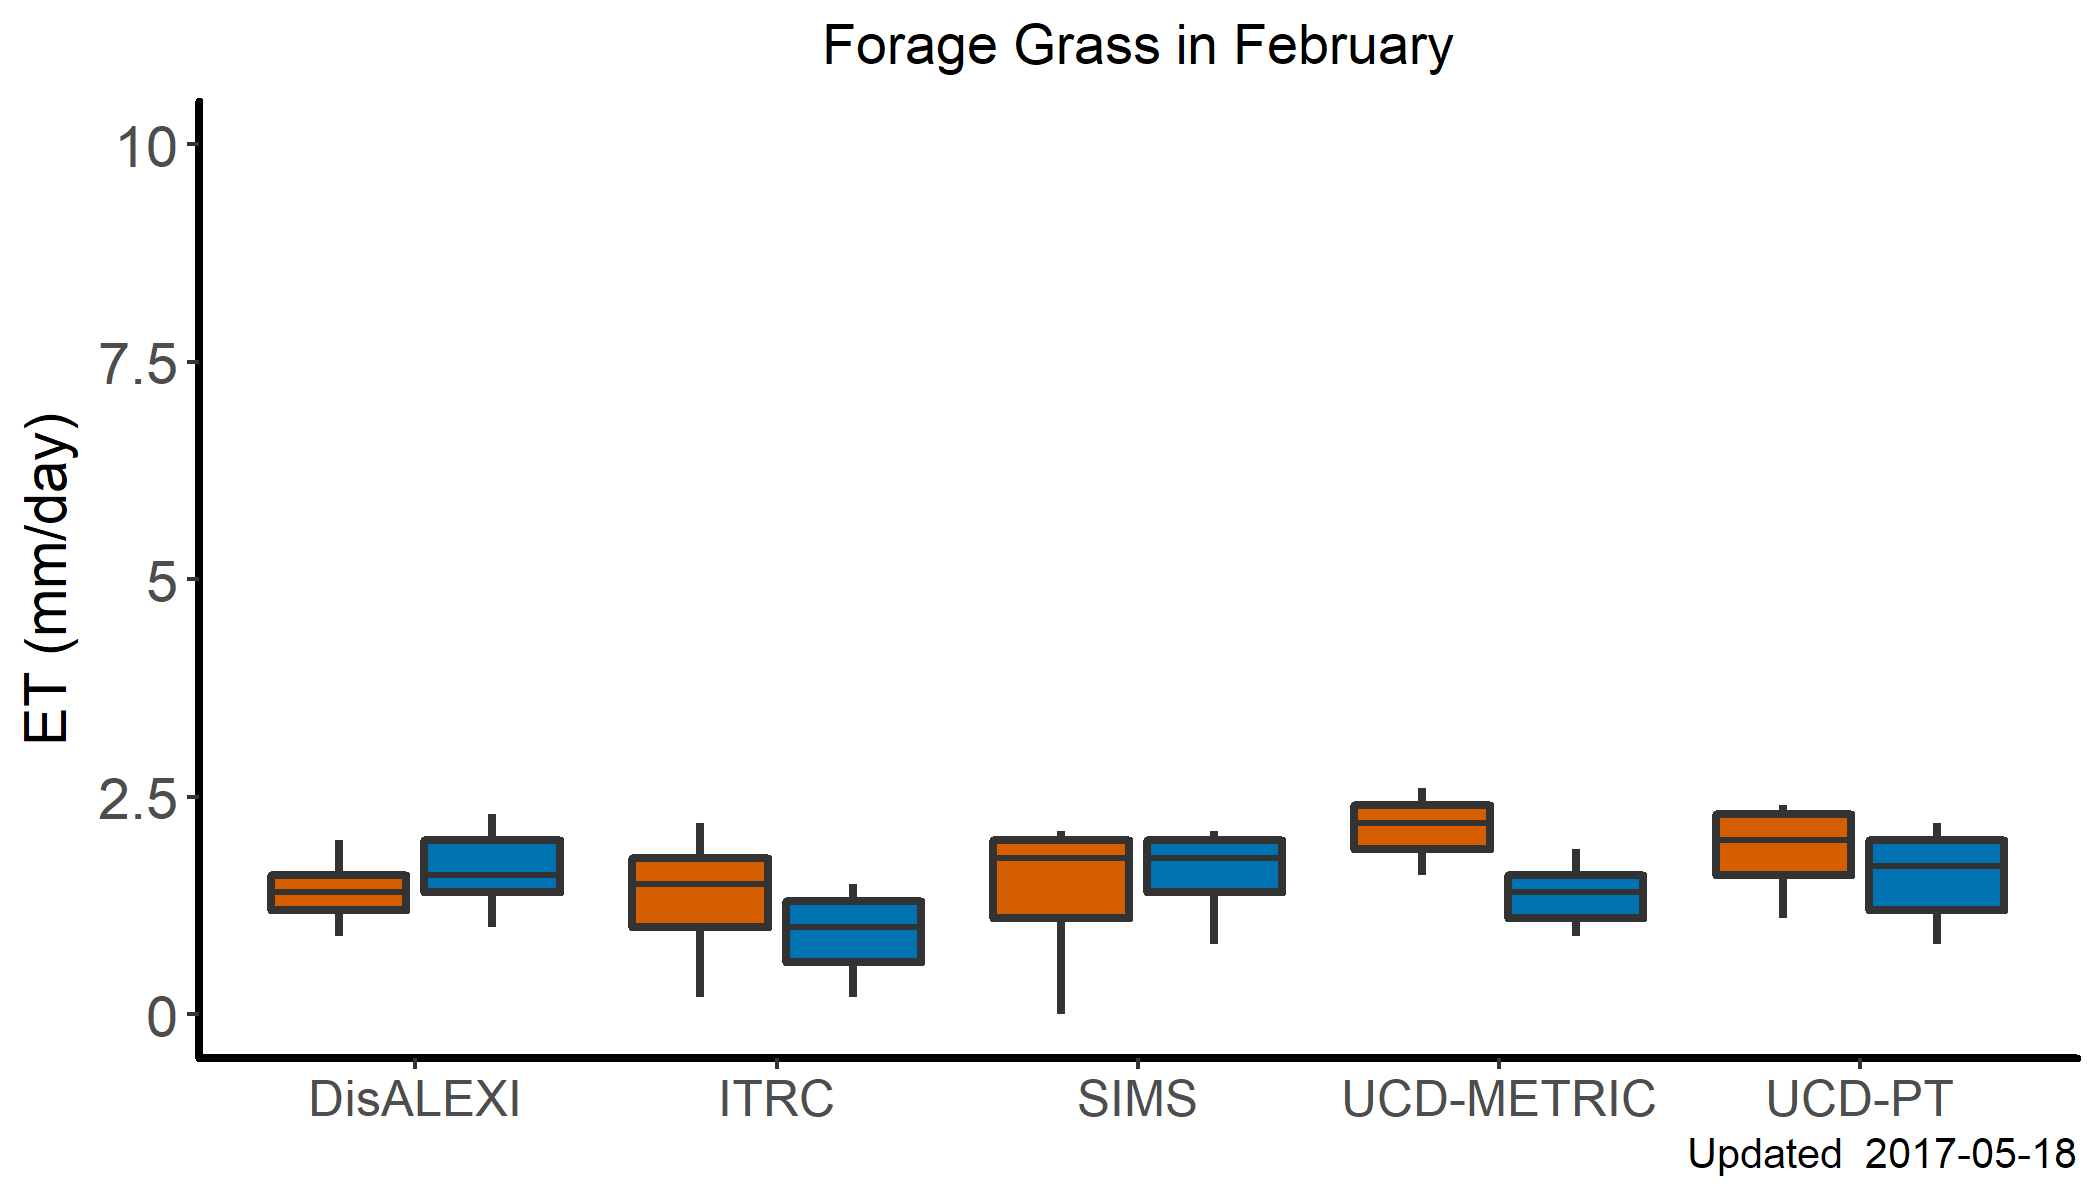 Forage Grass in February
10
7.5
5
2.5
0
ET (mm/day)
DisALEXI ITRC SIMS UCD-METRIC UCD-PT
Updated  2017-05-18